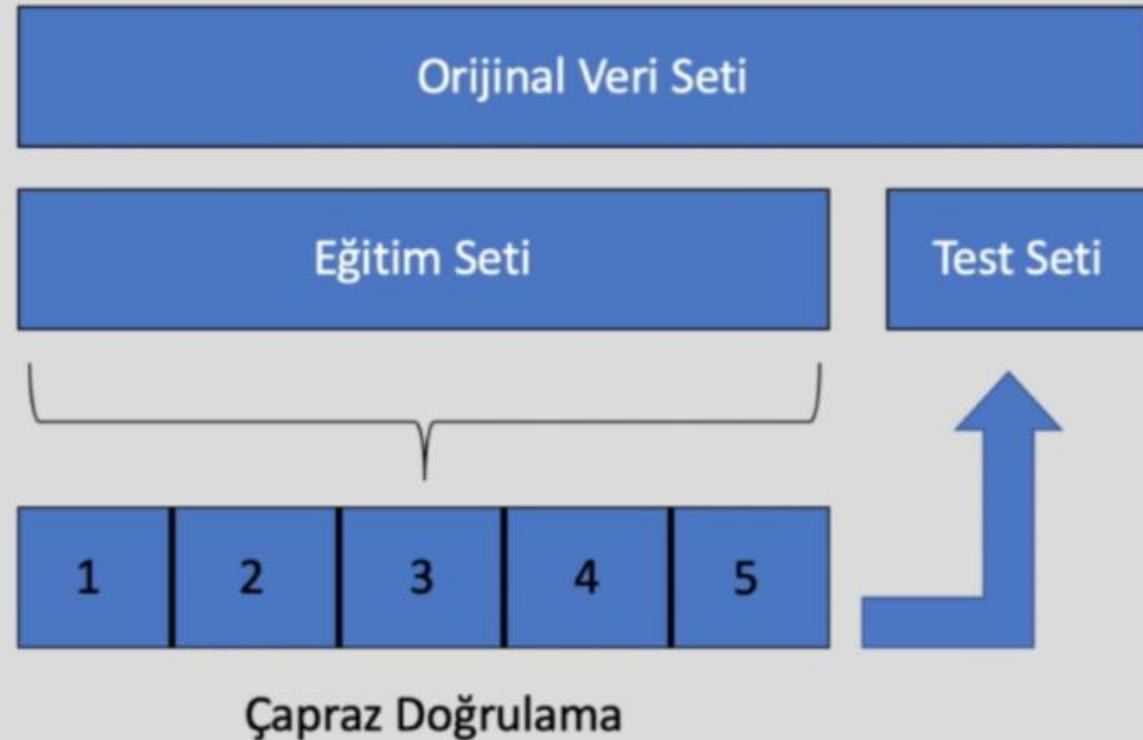 Orijinal Veri Seti
Eğitim Seti
Test Seti
1 2 3 4 5
Çapraz Doğrulama